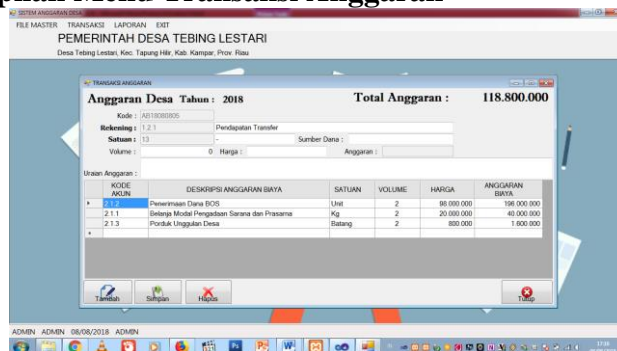 Menu Transaksi Anggaran
SISTEM ANGGARAN DESA
FILE MASTER TRANSAKSI LAPORAN EXIT
PEMERINTAH DESA TEBING LESTARI
Desa Tebing Lestari, Kec. Tapung Hilir, Kab. Kampar, Prov. Riau
TRANSAKSI ANGGARAN
Anggaran Desa Tahun : 2018 Total Anggaran : 118.800.000
Kode : AB18080805
Rekening : 1.2.1 Pendapatan Transfer
Satuan : 13 - Sumber Dana :
Volume : 0 Harga : Anggaran :
Uraian Anggaran :
KODE AKUN DESKRIPSI ANGGARAN BIAYA SATUAN VOLUME HARGA ANGGARAN BIAYA
2.1.2 Penerimaan Dana BOS Unit 2 98.000.000 196.000.000
2.1.1 Belanja Modal Pengadaan Sarana dan Prasarna Kg 2 20.000.000 40.000.000
2.1.3 Porduk Unggulan Desa Batang 2 800.000 1.600.000
Tambah Simpan Hapus Tutup
ADMIN ADMIN 08/08/2018 ADMIN
17:18